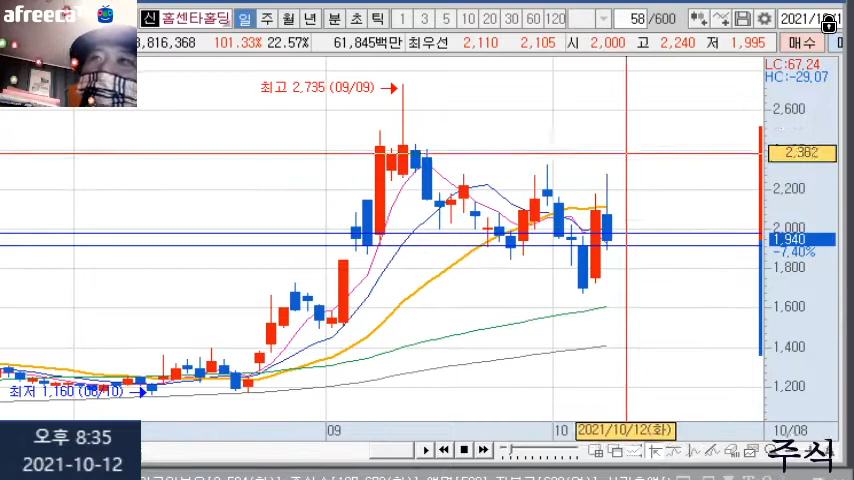 afreecaTV
신 홈센타홀딩 일 주 월 년 분 초 틱 1 3 5 10 20 30 60 120 58 /600 2021/10/1
816,368 101.33% 22.57% 61,845백만 최우선 2,110 2,105 시 2,000 고 2,240 저 1,995 매수
LC:67,24
HC:-29,07
최고 2,735 (09/09)
2,600
2,382
2,200
2,000
1,940
-7,40%
1,800
1,600
1,400
1,200
최저 1,160 (08/10)
09
10
2021/10/12(화)
10/08
오후 8:35
2021-10-12
주식